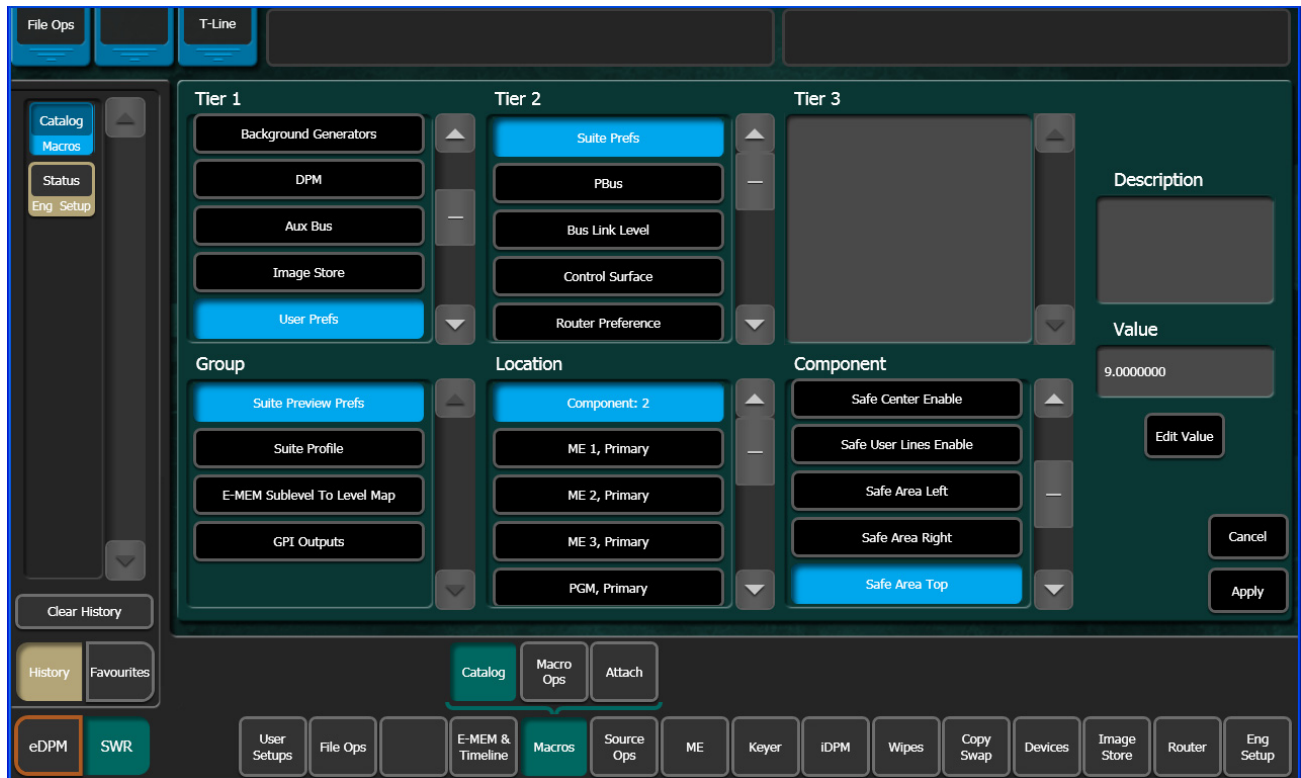 File Ops
T-Line
Catalog
Macros
Status
Eng Setup
Clear History
History
Favourites
Tier 1
Background Generators
DPM
Aux Bus
Image Store
User Prefs
Tier 2
Suite Prefs
PBus
Bus Link Level
Control Surface
Router Preference
Tier 3
Description
Value
9.0000000
Edit Value
Cancel
Apply
Group
Suite Preview Prefs
Suite Profile
E-MEM Sublevel To Level Map
GPI Outputs
Location
Component: 2
ME 1, Primary
ME 2, Primary
ME 3, Primary
PGM, Primary
Component
Safe Center Enable
Safe User Lines Enable
Safe Area Left
Safe Area Right
Safe Area Top
Catalog
Macro
Ops
Attach
eDPM
SWR
User
Setups
File Ops
E-MEM &
Timeline
Macros
Source
Ops
ME
Keyer
iDPM
Wipes
Copy
Swap
Devices
Image
Store
Router
Eng
Setup